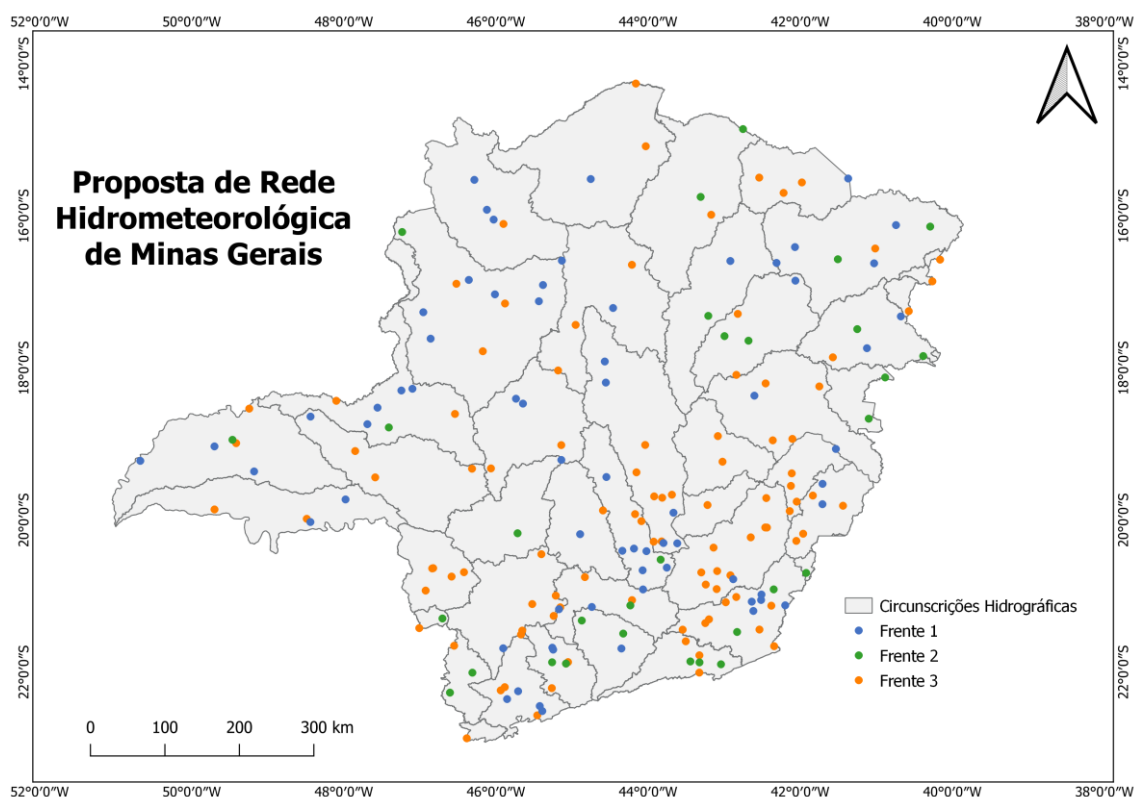 52°0'0"W 50°0'0"W 48°0'0"W 46°0'0"W 44°0'0"W 42°0'0"W 40°0'0"W 38°0'0"W
14°0'0"S 14°0'0"S
Proposta de Rede
Hidrometeorológica
de Minas Gerais
16°0'0"S 16°0'0"S
18°0'0"S 18°0'0"S
20°0'0"S 20°0'0"S
Circunscrições Hidrográficas
Frente 1
Frente 2
Frente 3
22°0'0"S 22°0'0"S
0 100 200 300 km
52°0'0"W 50°0'0"W 48°0'0"W 46°0'0"W 44°0'0"W 42°0'0"W 40°0'0"W 38°0'0"W